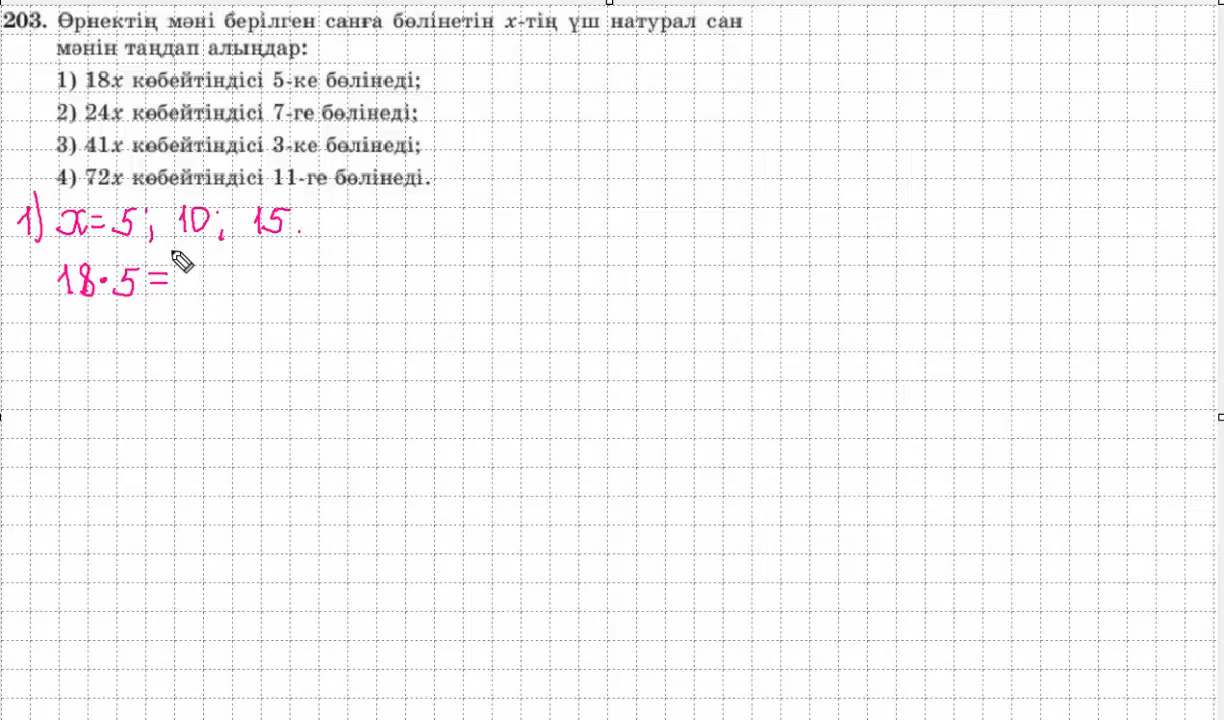 203. Өрнектің мәні берілген санға бөлінетін x-тің үш натурал сан
мәнін таңдап алыңдар:
1) 18x көбейтіндісі 5-ке бөлінеді;
2) 24x көбейтіндісі 7-ге бөлінеді;
3) 41x көбейтіндісі 3-ке бөлінеді;
4) 72x көбейтіндісі 11-ге бөлінеді.
1) x=5; 10; 15.
18·5=